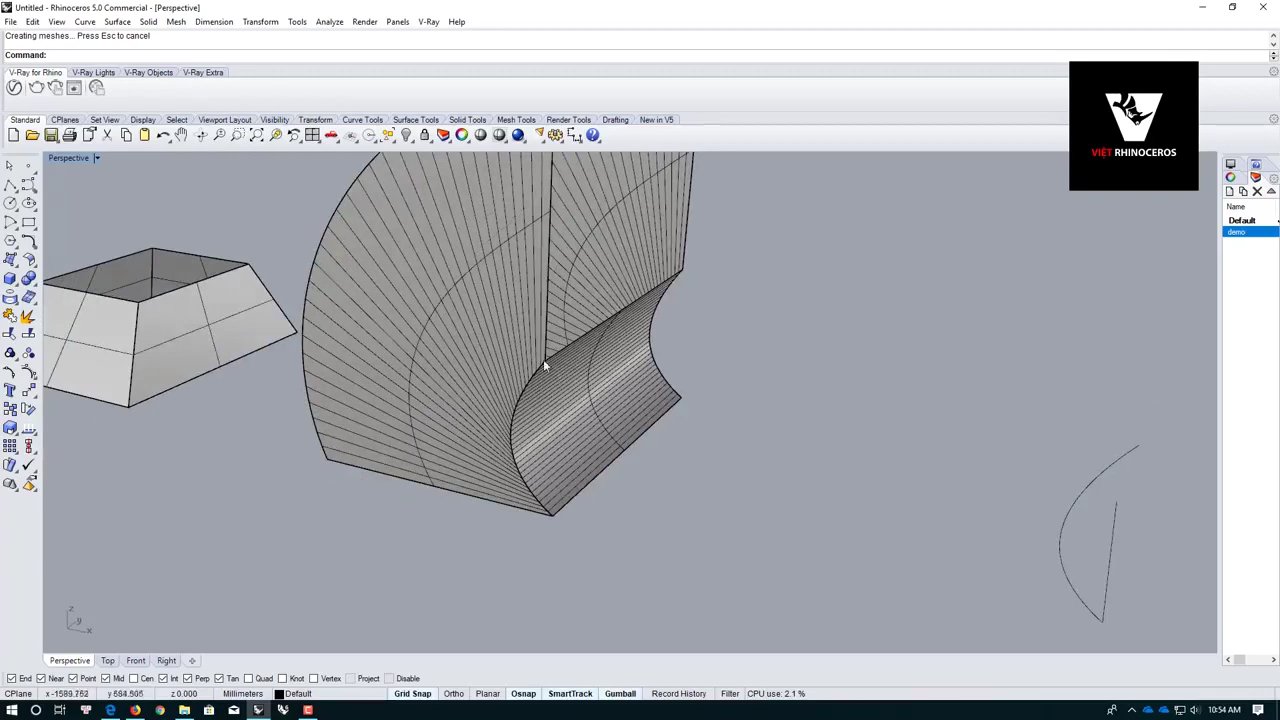 Untitled - Rhinoceros 5.0 Commercial - [Perspective]
File Edit View Curve Surface Solid Mesh Dimension Transform Tools Analyze Render Panels V-Ray Help
Creating meshes... Press Esc to cancel
Command:
V-Ray for Rhino V-Ray Lights V-Ray Objects V-Ray Extra
VIỆT RHINOCEROS
Standard CPlanes Set View Display Select Viewport Layout Visibility Transform Curve Tools Surface Tools Solid Tools Mesh Tools Render Tools Drafting New in V5
Perspective
Name
Default
demo
z
y
x
Perspective Top Front Right
End Near Point Mid Cen Int Perp Tan Quad Knot Vertex Project Disable
CPlane x -1589.762 y 664.505 z 0.000 Millimeters Default Grid Snap Ortho Planar Osnap SmartTrack Gumball Record History Filter CPU use: 2.1 %
10:54 AM